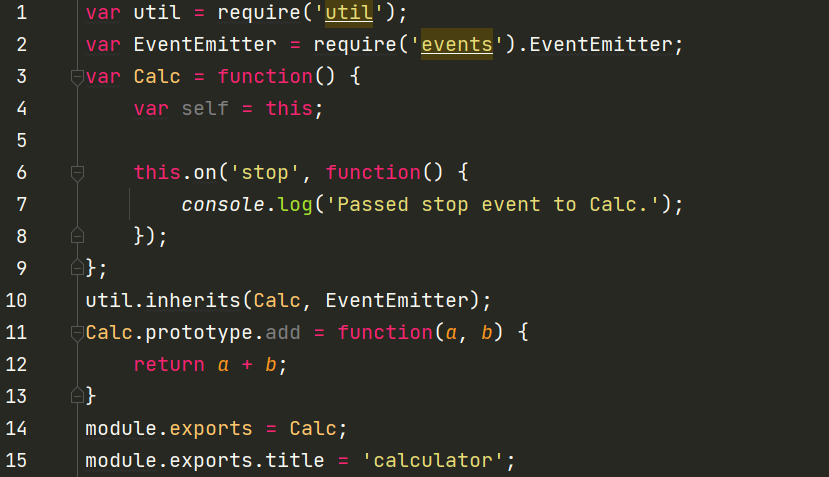 1 var util = require('util');
2 var EventEmitter = require('events').EventEmitter;
3 var Calc = function() {
4     var self = this;
5
6     this.on('stop', function() {
7         console.log('Passed stop event to Calc.');
8     });
9 };
10 util.inherits(Calc, EventEmitter);
11 Calc.prototype.add = function(a, b) {
12     return a + b;
13 }
14 module.exports = Calc;
15 module.exports.title = 'calculator';